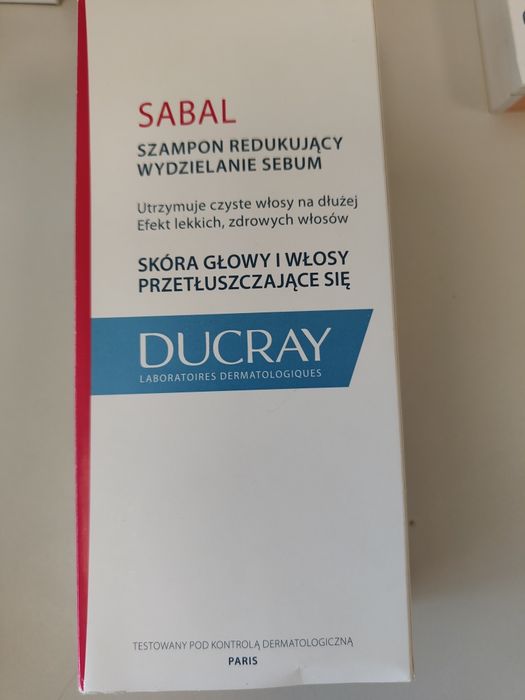 SABAL
SZAMPON REDUKUJĄCY
WYDZIELANIE SEBUM
Utrzymuje czyste włosy na dłużej
Efekt lekkich, zdrowych włosów
SKÓRA GŁOWY I WŁOSY
PRZETŁUSZCZAJĄCE SIĘ
DUCRAY
LABORATOIRES DERMATOLOGIQUES
TESTOWANY POD KONTROLĄ DERMATOLOGICZNĄ
PARIS